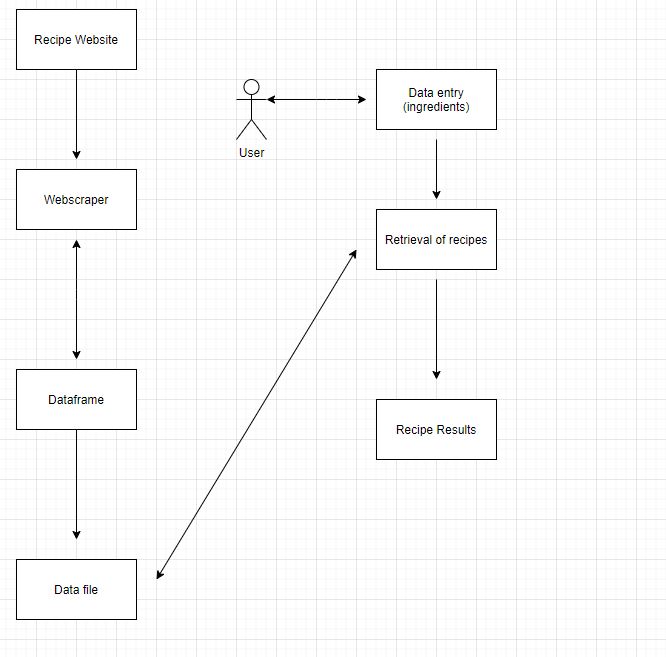 Recipe Website
Data entry
(ingredients)
User
Webscraper
Retrieval of recipes
Dataframe
Recipe Results
Data file